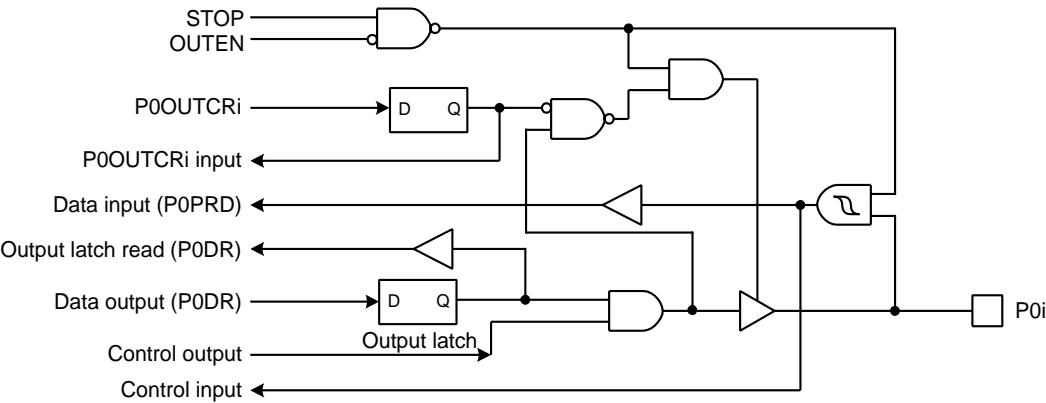 STOP
OUTEN
P0OUTCRi
D Q
P0OUTCRi input
Data input (P0PRD)
Output latch read (P0DR)
Data output (P0DR)
D Q
P0i
Output latch
Control output
Control input